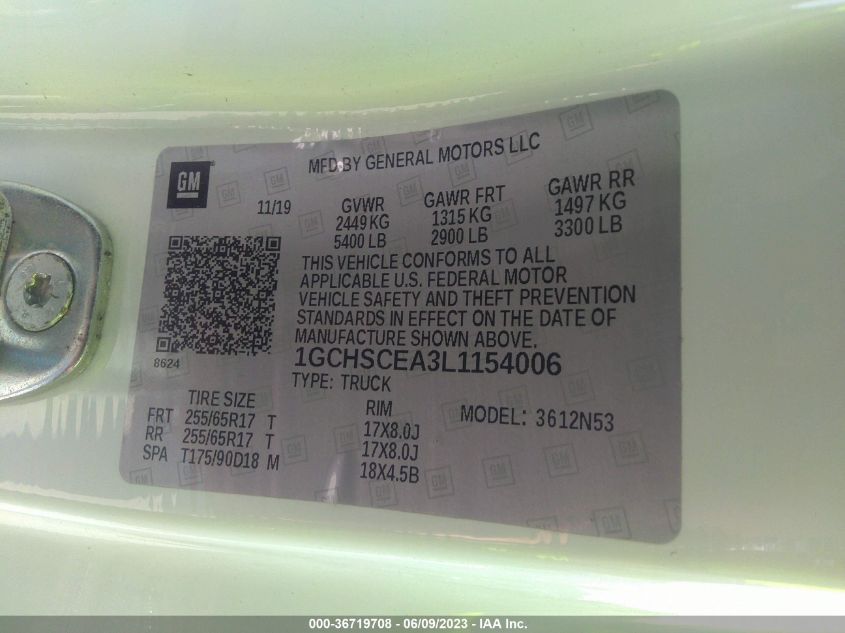 GM
MFD BY GENERAL MOTORS LLC
11/19
GVWR GAWR FRT GAWR RR
2449 KG 1315 KG 1497 KG
5400 LB 2900 LB 3300 LB
THIS VEHICLE CONFORMS TO ALL
APPLICABLE U.S. FEDERAL MOTOR
VEHICLE SAFETY AND THEFT PREVENTION
STANDARDS IN EFFECT ON THE DATE OF
MANUFACTURE SHOWN ABOVE.
8624
1GCHSCEA3L1154006
TYPE: TRUCK
TIRE SIZE RIM
FRT 255/65R17 T 17X8.0J
RR 255/65R17 T 17X8.0J
SPA T175/90D18 M 18X4.5B
MODEL: 3612N53
000-36719708 - 06/09/2023 - IAA Inc.